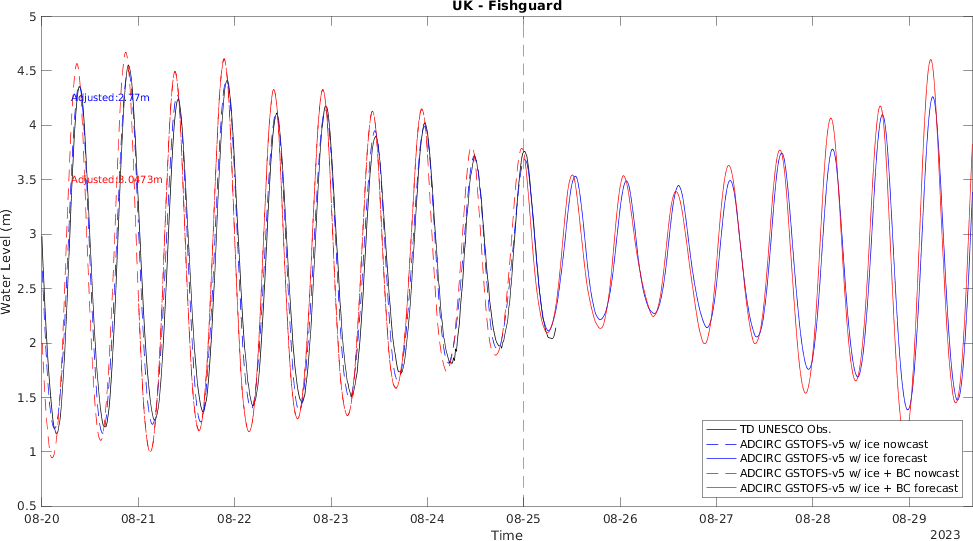 UK - Fishguard
Water Level (m)
5
4.5
4
3.5
3
2.5
2
1.5
1
0.5
Adjusted:2.77m
Adjusted:3.0473m
TD UNESCO Obs.
ADCIRC GSTOFS-v5 w/ ice nowcast
ADCIRC GSTOFS-v5 w/ ice forecast
ADCIRC GSTOFS-v5 w/ ice + BC nowcast
ADCIRC GSTOFS-v5 w/ ice + BC forecast
08-20 08-21 08-22 08-23 08-24 08-25 08-26 08-27 08-28 08-29
Time
2023